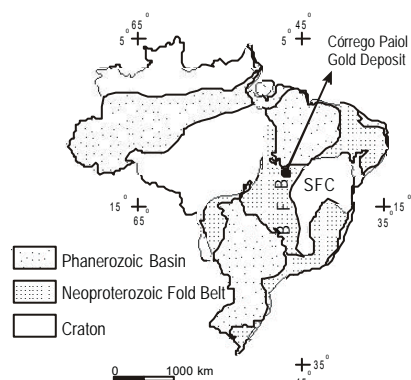 65°
5°
45°
5°
Córrego Paiol
Gold Deposit
B F B
SFC
15°
65°
15°
35°
Phanerozoic Basin
Neoproterozoic Fold Belt
Craton
0 1000 km
35°
45°